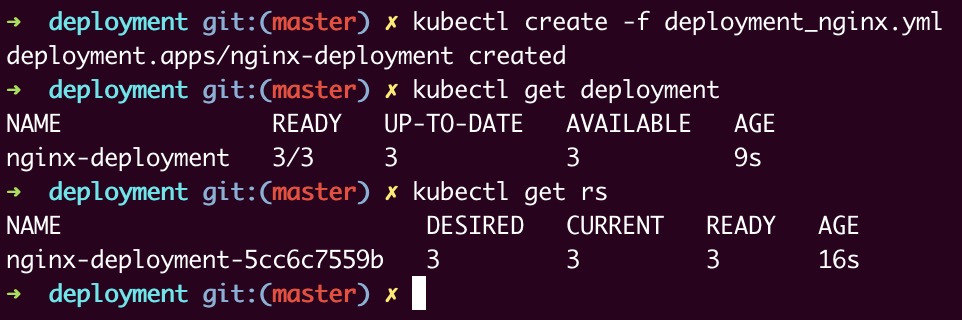 ➜  deployment git:(master) ✗ kubectl create -f deployment_nginx.yml
deployment.apps/nginx-deployment created
➜  deployment git:(master) ✗ kubectl get deployment
NAME               READY   UP-TO-DATE   AVAILABLE   AGE
nginx-deployment   3/3     3            3           9s
➜  deployment git:(master) ✗ kubectl get rs
NAME                          DESIRED   CURRENT   READY   AGE
nginx-deployment-5cc6c7559b   3         3         3       16s
➜  deployment git:(master) ✗